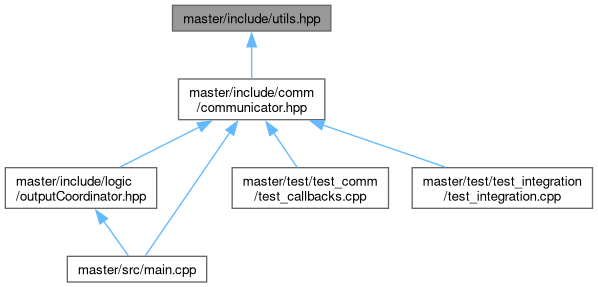 master/include/utils.hpp
master/include/comm
/communicator.hpp
master/include/logic
/outputCoordinator.hpp
master/test/test_comm
/test_callbacks.cpp
master/test/test_integration
/test_integration.cpp
master/src/main.cpp